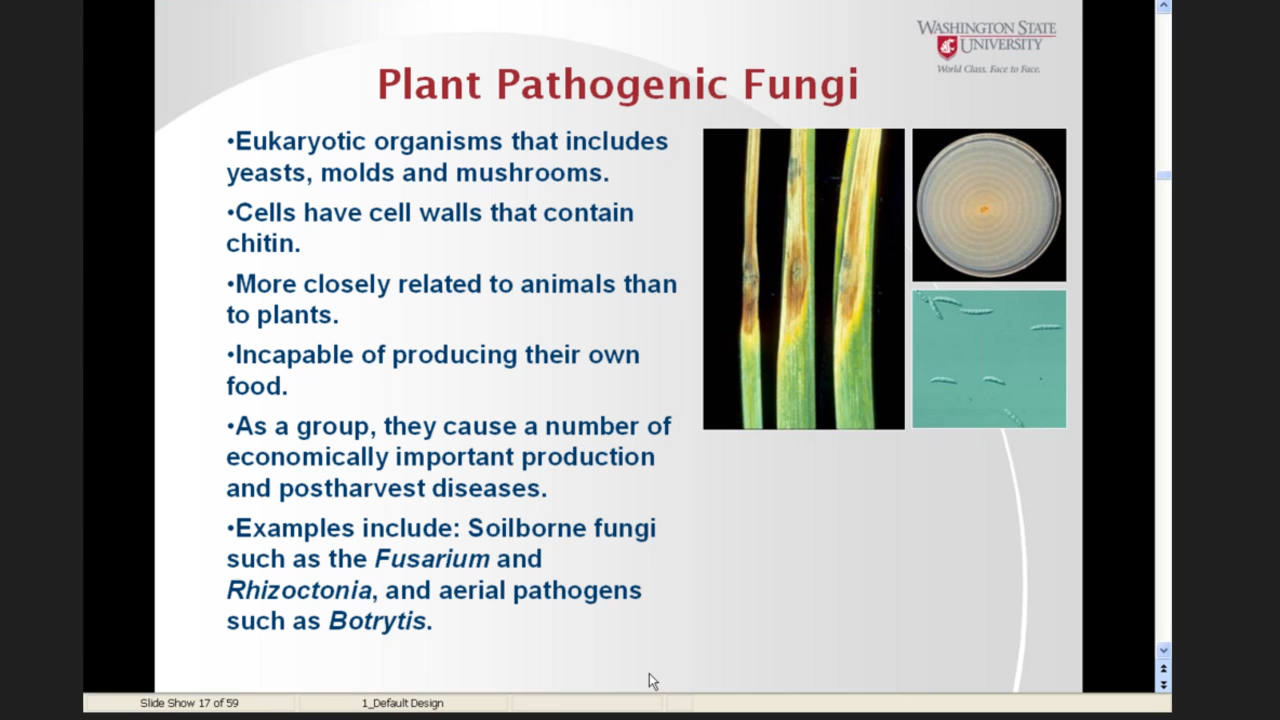 WASHINGTON STATE
UNIVERSITY
World Class. Face to Face.
Plant Pathogenic Fungi
•Eukaryotic organisms that includes
yeasts, molds and mushrooms.
•Cells have cell walls that contain
chitin.
•More closely related to animals than
to plants.
•Incapable of producing their own
food.
•As a group, they cause a number of
economically important production
and postharvest diseases.
•Examples include: Soilborne fungi
such as the Fusarium and
Rhizoctonia, and aerial pathogens
such as Botrytis.
Slide Show 17 of 59
1_Default Design